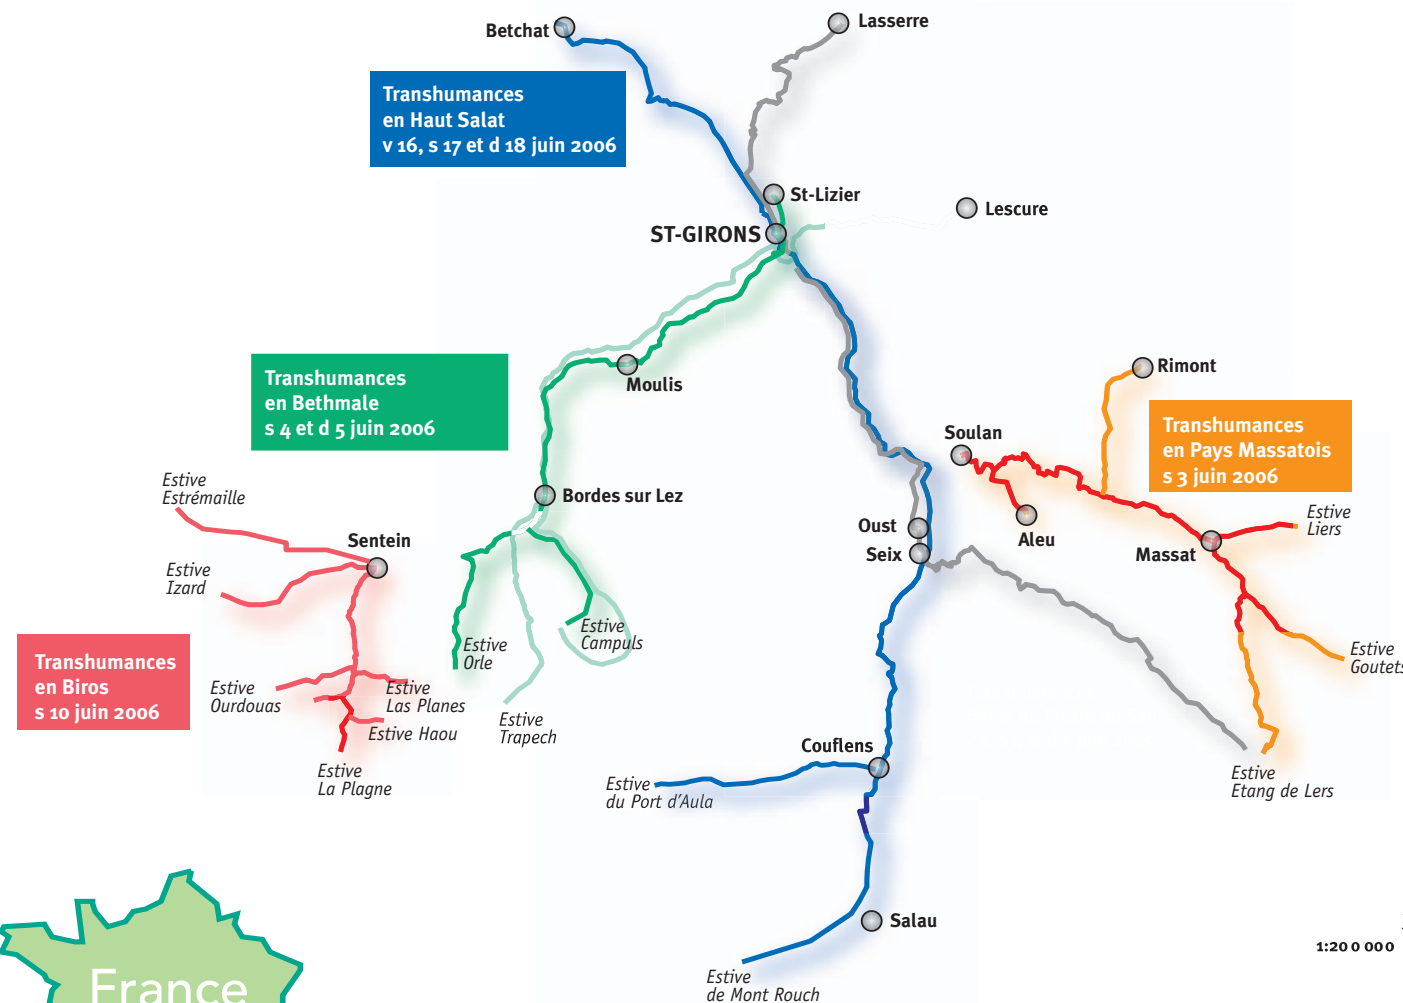 Betchat
Lasserre
Transhumances
en Haut Salat
v 16, s 17 et d 18 juin 2006
St-Lizier
Lescure
ST-GIRONS
Transhumances
en Bethmale
s 4 et d 5 juin 2006
Moulis
Rimont
Transhumances
en Pays Massatois
s 3 juin 2006
Soulan
Estive
Estrémaille
Bordes sur Lez
Oust
Aleu
Estive
Liers
Sentein
Seix
Massat
Estive
Izard
Transhumances
en Biros
s 10 juin 2006
Estive
Orle
Estive
Campuls
Estive
Goutets
Estive
Ourdouas
Estive
Las Planes
Estive Haou
Estive
Trapech
Estive
La Plagne
Couflens
Estive
du Port d'Aula
Estive
Etang de Lers
Salau
1:20 0 000
Estive
de Mont Rouch
France